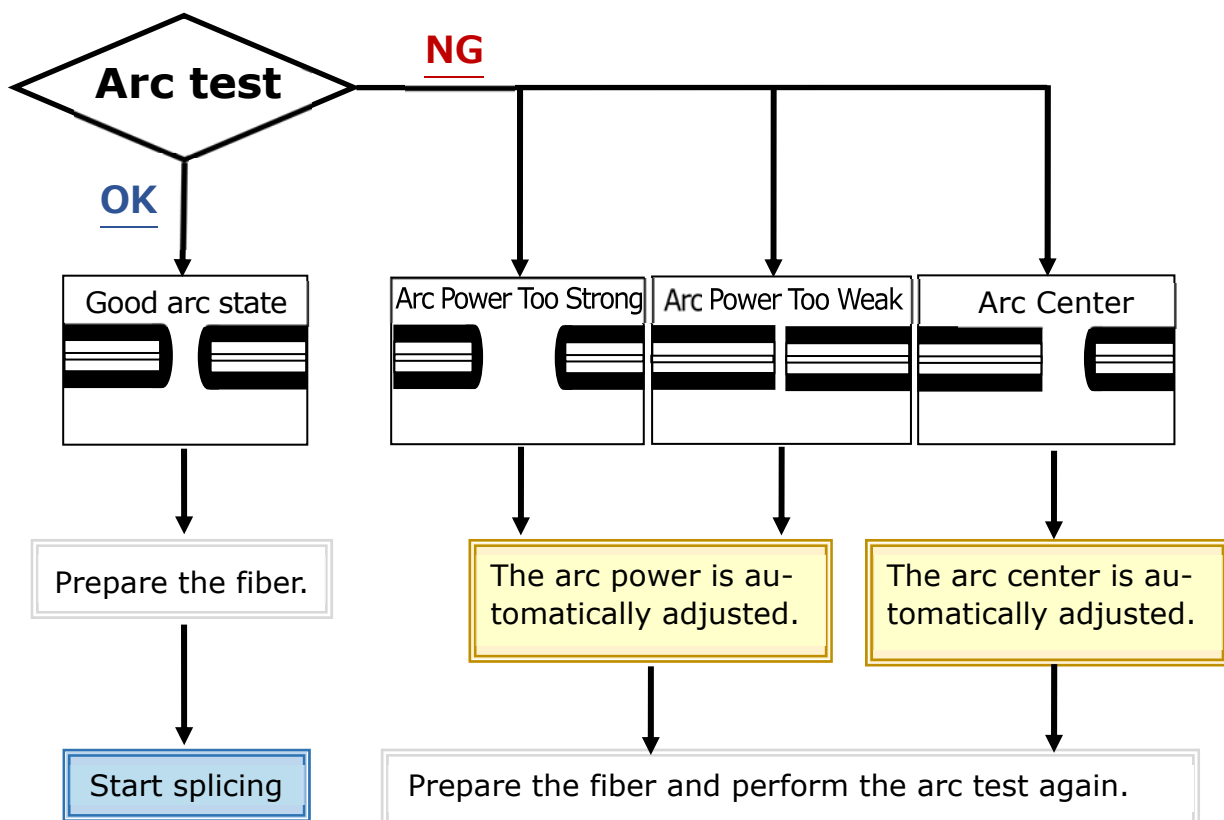 Arc test
NG
OK
Good arc state
Arc Power Too Strong
Arc Power Too Weak
Arc Center
Prepare the fiber.
The arc power is au-
tomatically adjusted.
The arc center is au-
tomatically adjusted.
Start splicing
Prepare the fiber and perform the arc test again.